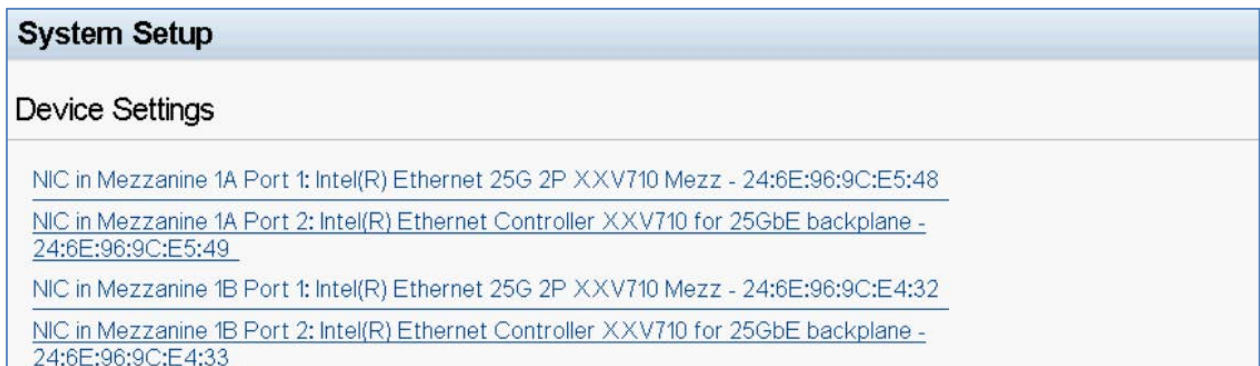 System Setup
Device Settings
NIC in Mezzanine 1A Port 1: Intel(R) Ethernet 25G 2P XXV710 Mezz - 24:6E:96:9C:E5:48
NIC in Mezzanine 1A Port 2: Intel(R) Ethernet Controller XXV710 for 25GbE backplane -
24:6E:96:9C:E5:49
NIC in Mezzanine 1B Port 1: Intel(R) Ethernet 25G 2P XXV710 Mezz - 24:6E:96:9C:E4:32
NIC in Mezzanine 1B Port 2: Intel(R) Ethernet Controller XXV710 for 25GbE backplane -
24:6E:96:9C:E4:33